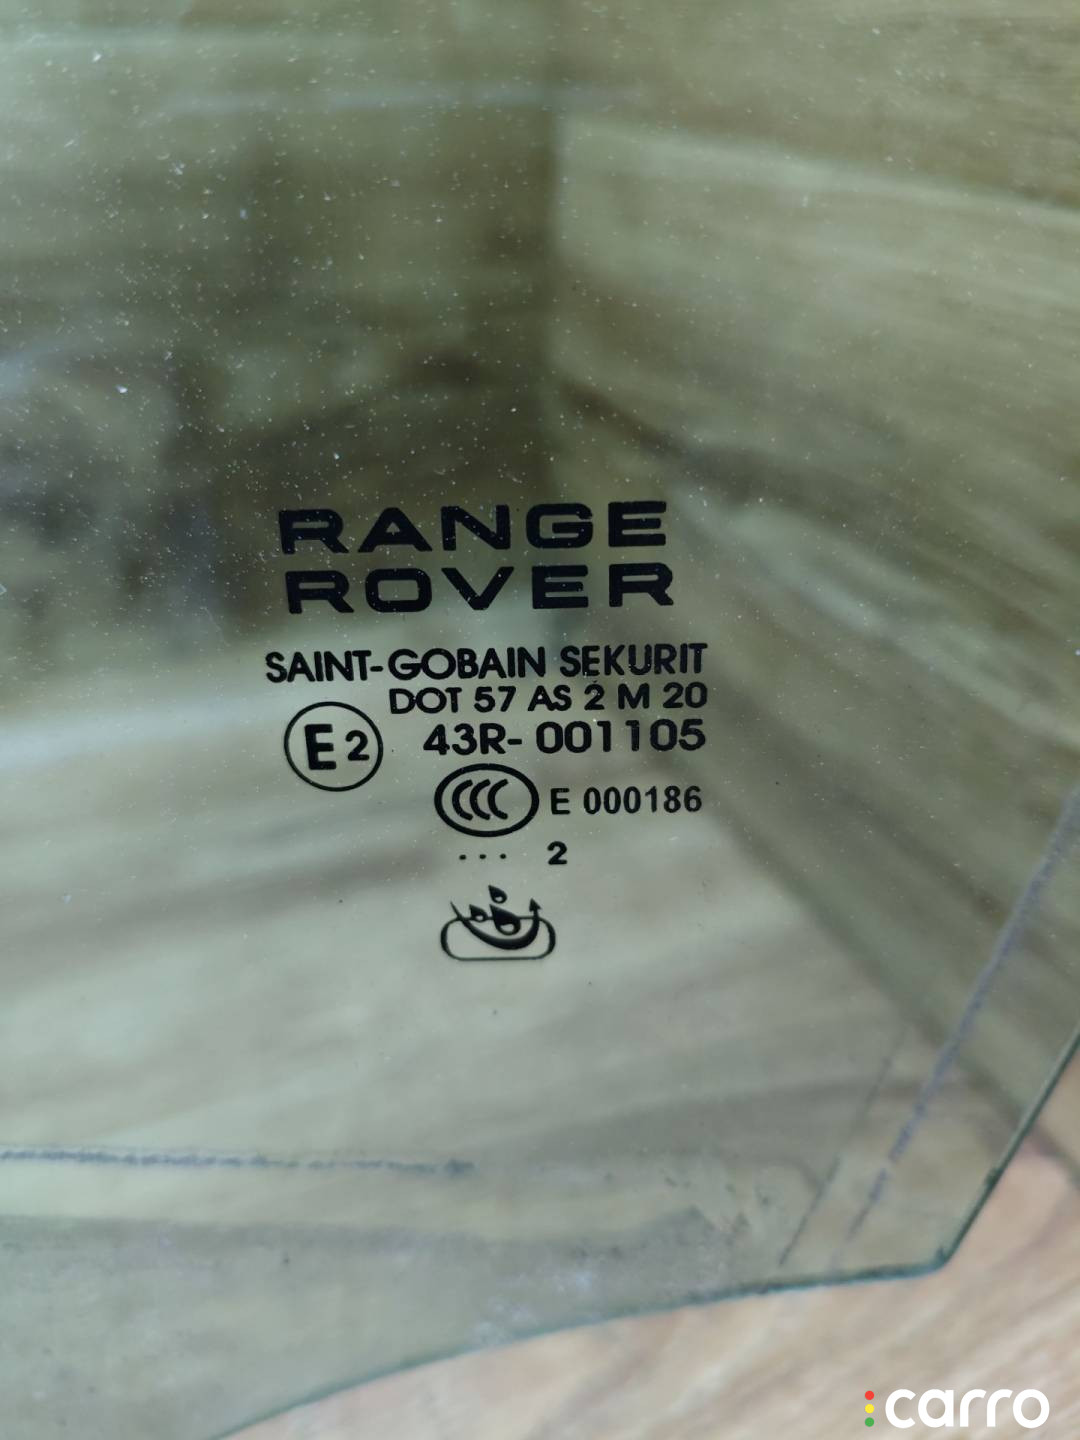 RANGE
ROVER
SAINT-GOBAIN SEKURIT
DOT 57 AS 2 M 20
E2 43R- 001105
CCC E 000186
... 2
carro